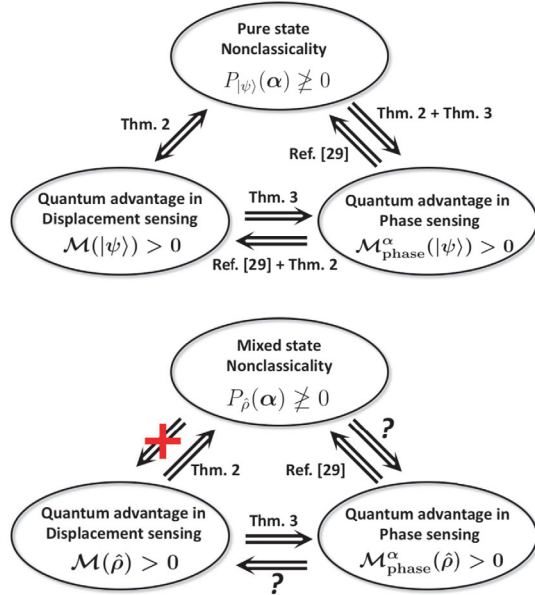 Pure state
Nonclassicality
P_{|ψ⟩}(α) ≱ 0
Thm. 2
Thm. 2 + Thm. 3
Ref. [29]
Quantum advantage in
Displacement sensing
M(|ψ⟩) > 0
Thm. 3
Ref. [29] + Thm. 2
Quantum advantage in
Phase sensing
M^α_phase(|ψ⟩) > 0
Mixed state
Nonclassicality
P_ρ̂(α) ≱ 0
?
Thm. 2
Ref. [29]
Quantum advantage in
Displacement sensing
M(ρ̂) > 0
Thm. 3
?
Quantum advantage in
Phase sensing
M^α_phase(ρ̂) > 0